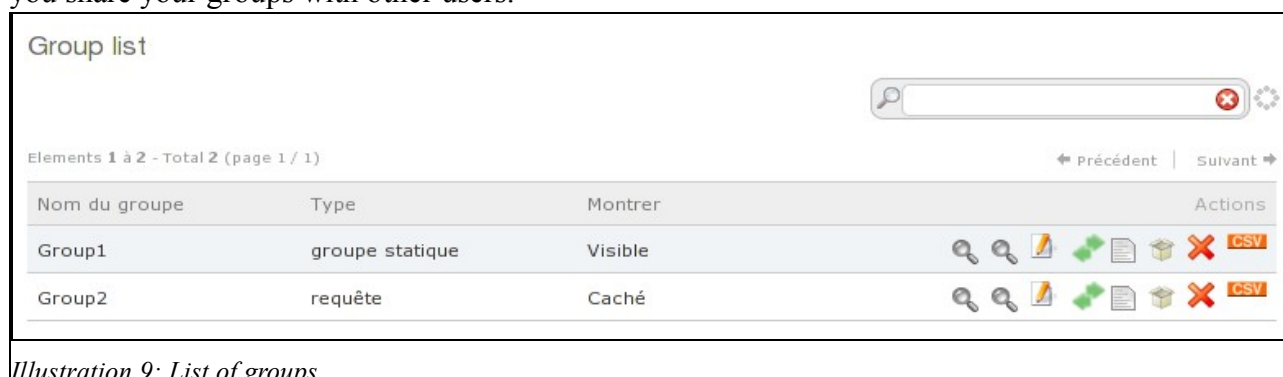 you share your groups with other users.
Group list
Elements 1 à 2 - Total 2 (page 1 / 1) Précédent | Suivant
Nom du groupe Type Montrer Actions
Group1 groupe statique Visible CSV
Group2 requête Caché CSV
Illustration 9: List of groups